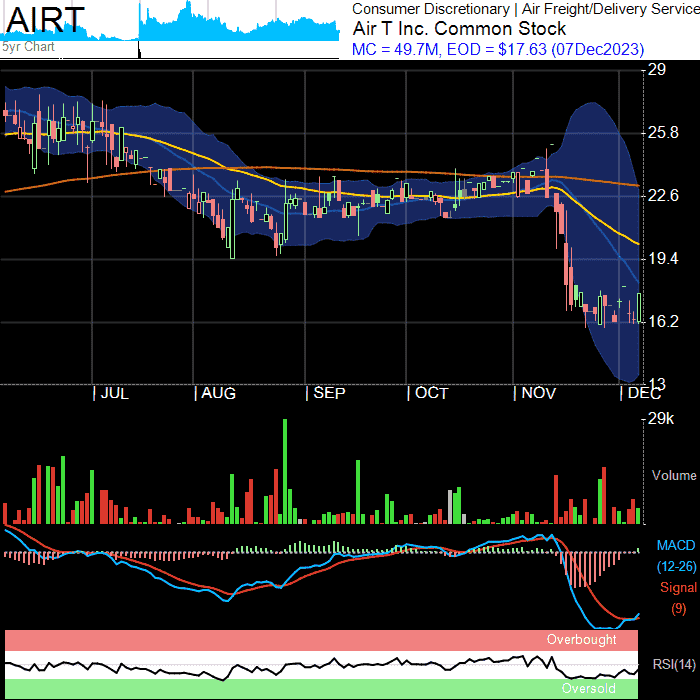 AIRT
5yr Chart
Consumer Discretionary | Air Freight/Delivery Service
Air T Inc. Common Stock
MC = 49.7M, EOD = $17.63 (07Dec2023)
29
25.8
22.6
19.4
16.2
13
JUL
AUG
SEP
OCT
NOV
DEC
29k
Volume
MACD
(12-26)
Signal
(9)
Overbought
RSI(14)
Oversold